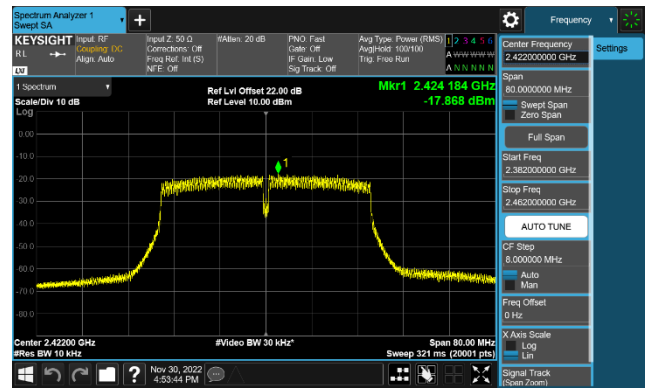 Spectrum Analyzer 1
Swept SA
+
Frequency
KEYSIGHT
RL
LXI
Input: RF
Coupling: DC
Align: Auto
Input Z: 50 Ω
Corrections: Off
Freq Ref: Int (S)
NFE: Off
#Atten: 20 dB
PNO: Fast
Gate: Off
IF Gain: Low
Sig Track: Off
Avg Type: Power (RMS)
Avg|Hold: 100/100
Trig: Free Run
1 2 3 4 5 6
A W W W W W
A N N N N N
1 Spectrum
Scale/Div 10 dB
Log
Ref Lvl Offset 22.00 dB
Ref Level 10.00 dBm
Mkr1 2.424 184 GHz
-17.868 dBm
1
0.00
-10.0
-20.0
-30.0
-40.0
-50.0
-60.0
-70.0
-80.0
Center 2.42200 GHz
#Res BW 10 kHz
#Video BW 30 kHz*
Span 80.00 MHz
Sweep 321 ms (20001 pts)
Center Frequency
2.422000000 GHz
Settings
Span
80.0000000 MHz
Swept Span
Zero Span
Full Span
Start Freq
2.382000000 GHz
Stop Freq
2.462000000 GHz
AUTO TUNE
CF Step
8.000000 MHz
Auto
Man
Freq Offset
0 Hz
X Axis Scale
Log
Lin
Signal Track
(Span Zoom)
?
Nov 30, 2022
4:53:44 PM